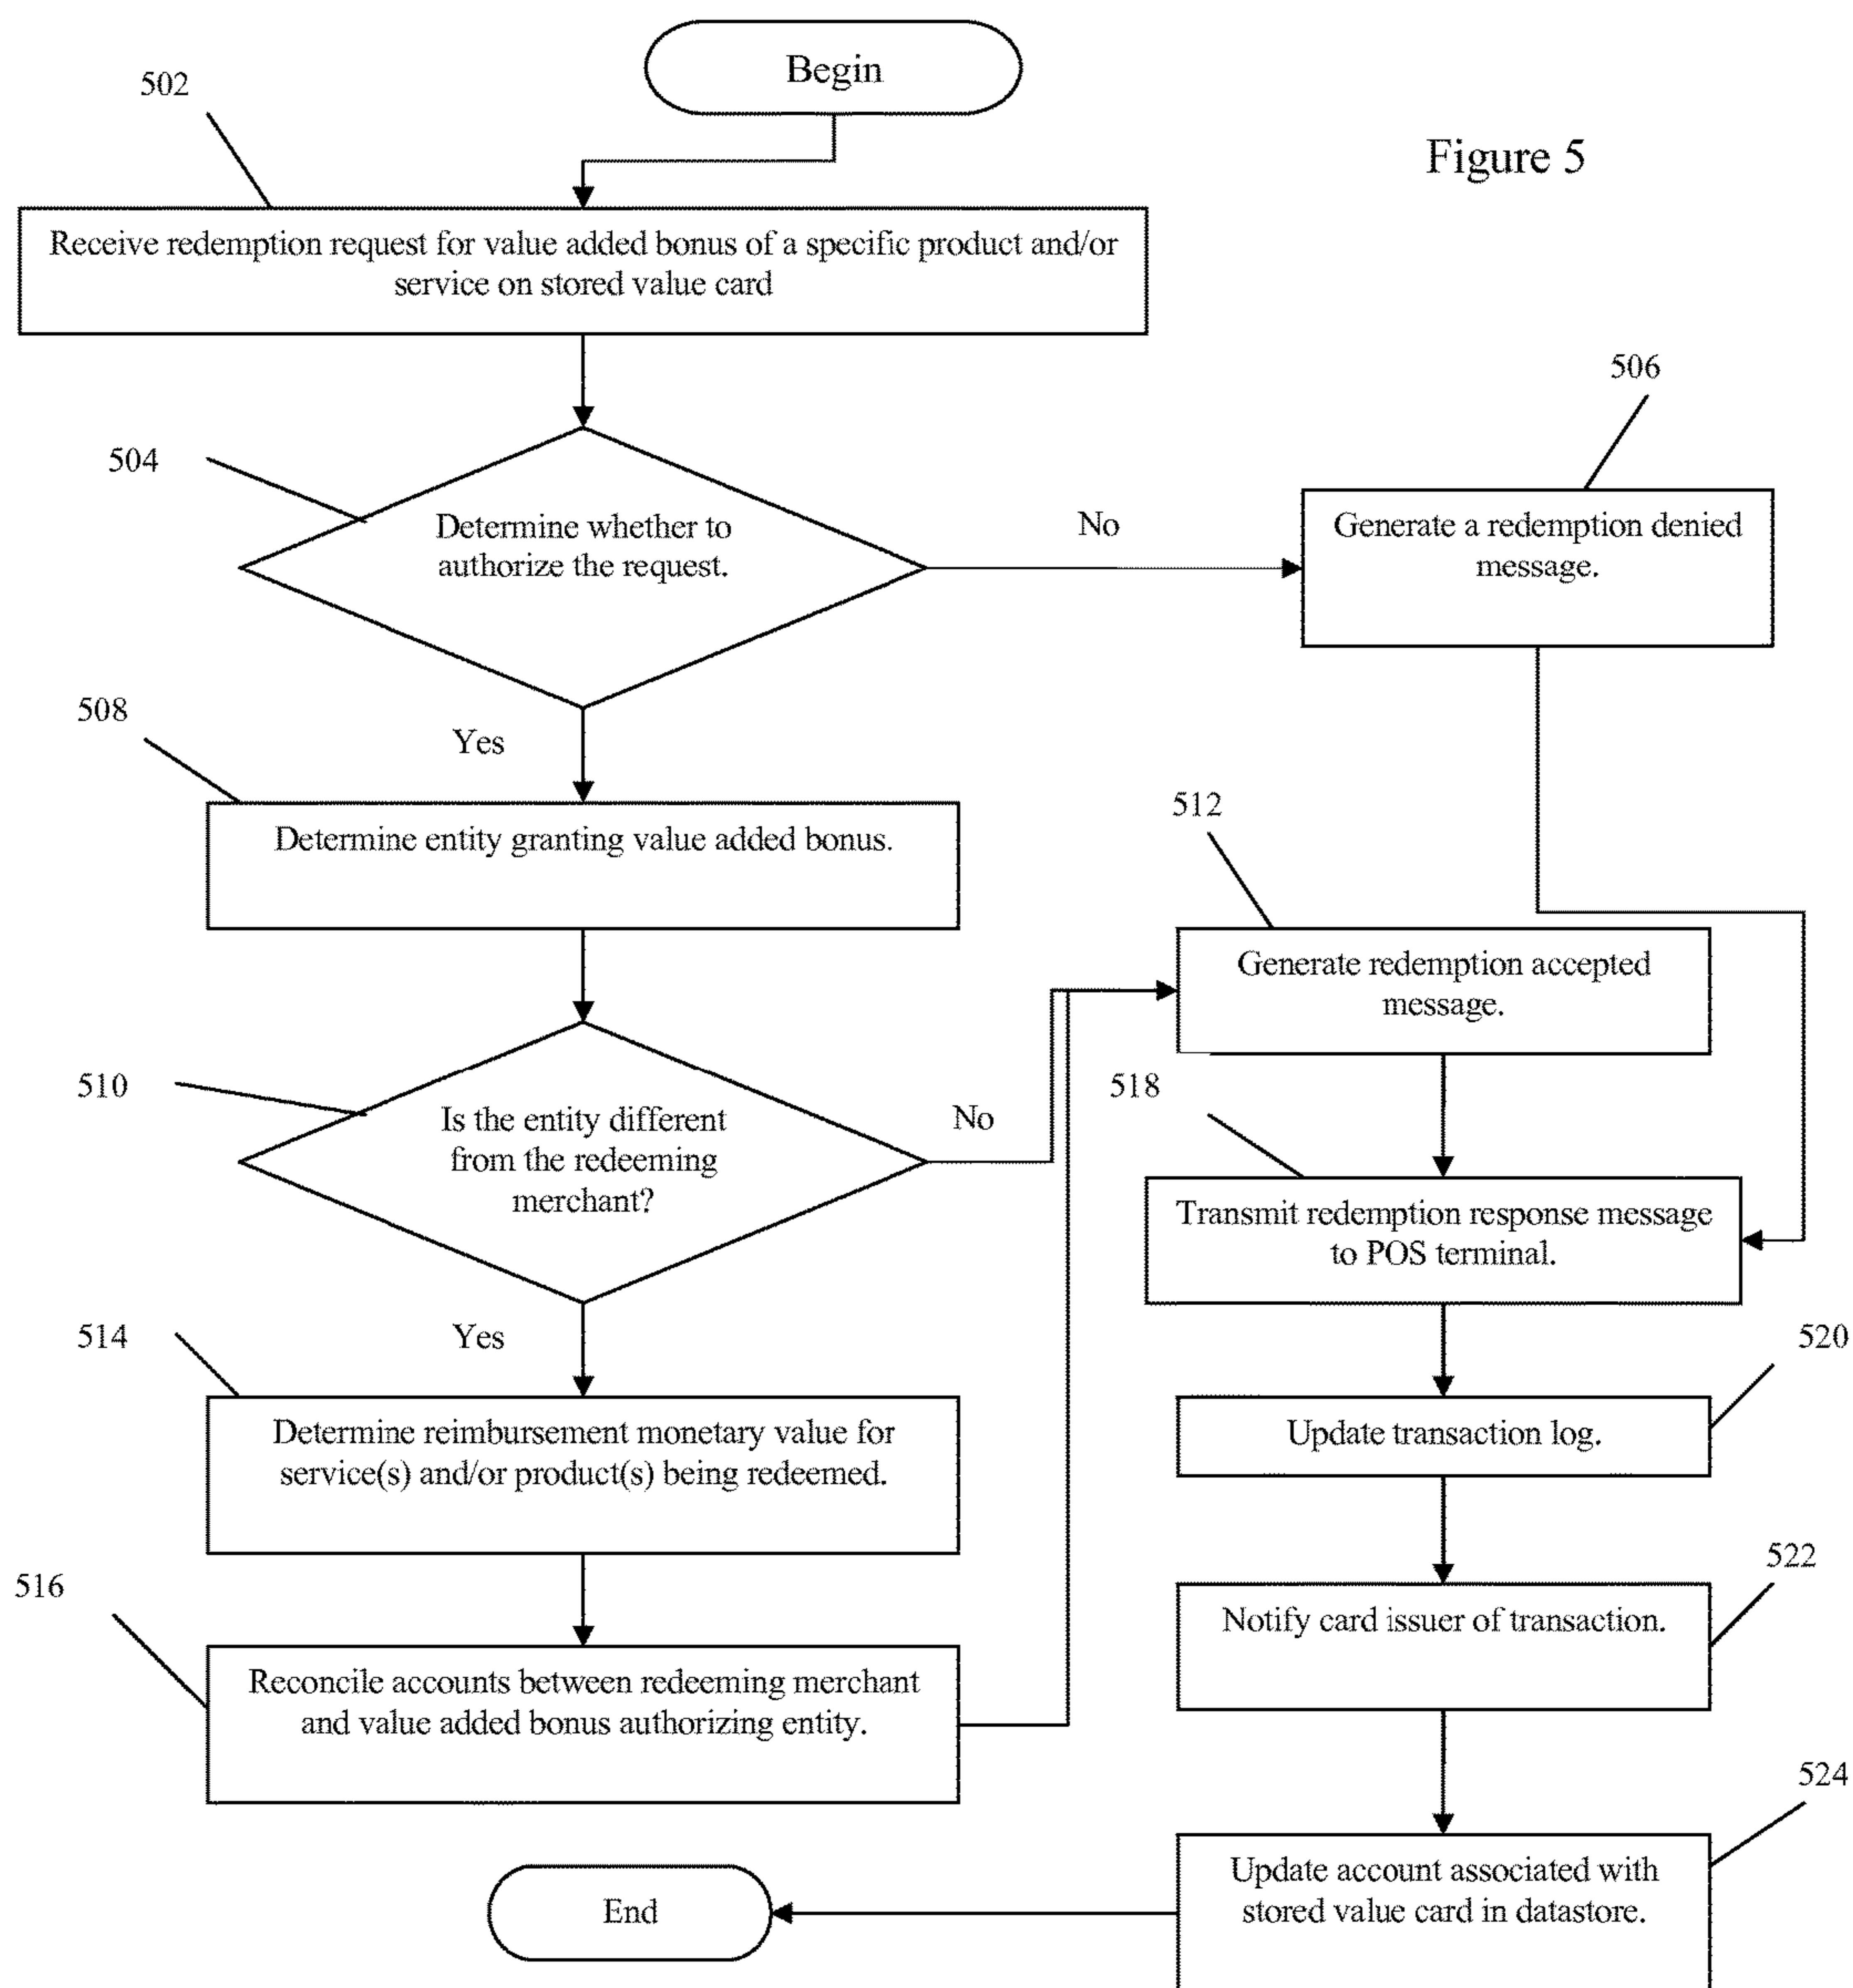 Begin
502
Figure 5
Receive redemption request for value added bonus of a specific product and/or
service on stored value card
506
504
Determine whether to
authorize the request.
No
Generate a redemption denied
message.
508
Yes
Determine entity granting value added bonus.
512
Generate redemption accepted
message.
510
Is the entity different
from the redeeming
merchant?
No
518
Transmit redemption response message
to POS terminal.
514
Yes
520
Determine reimbursement monetary value for
service(s) and/or product(s) being redeemed.
Update transaction log.
516
522
Reconcile accounts between redeeming merchant
and value added bonus authorizing entity.
Notify card issuer of transaction.
524
Update account associated with
stored value card in datastore.
End